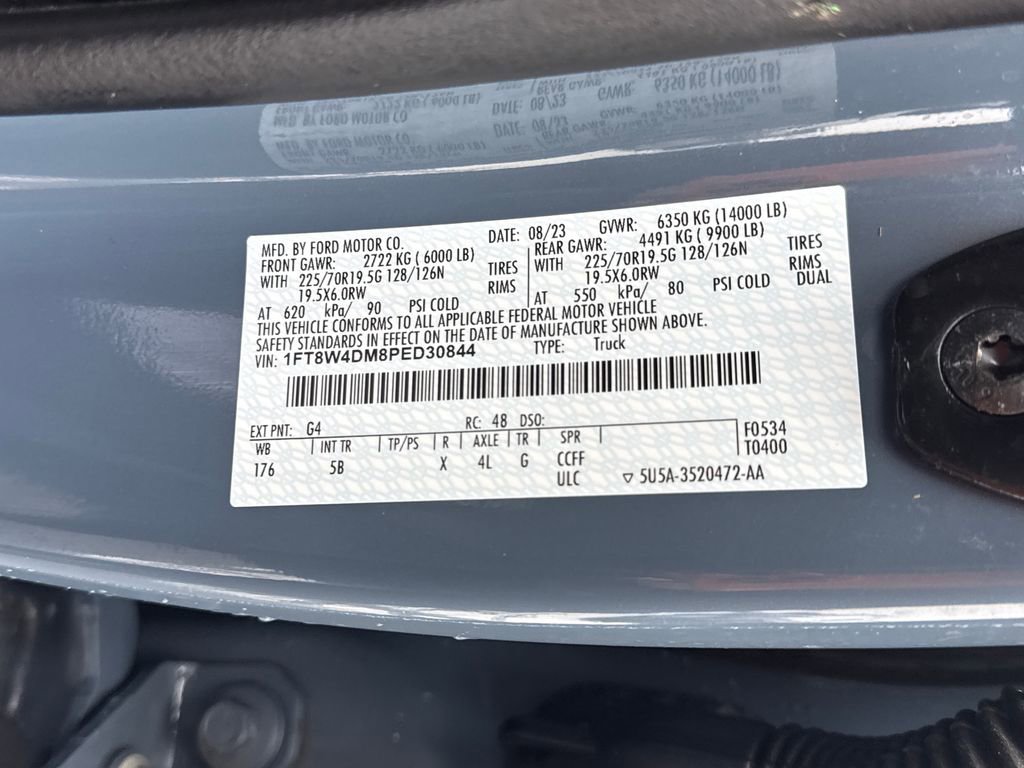 MFD. BY FORD MOTOR CO. DATE: 08/23 GVWR: 6350 KG (14000 LB)
FRONT GAWR: 2722 KG ( 6000 LB) REAR GAWR: 4491 KG ( 9900 LB)
WITH 225/70R19.5G 128/126N TIRES WITH 225/70R19.5G 128/126N TIRES
19.5X6.0RW RIMS 19.5X6.0RW RIMS
AT 620 kPa/ 90 PSI COLD AT 550 kPa/ 80 PSI COLD DUAL
THIS VEHICLE CONFORMS TO ALL APPLICABLE FEDERAL MOTOR VEHICLE
SAFETY STANDARDS IN EFFECT ON THE DATE OF MANUFACTURE SHOWN ABOVE.
VIN: 1FT8W4DM8PED30844 TYPE: Truck
EXT PNT: G4 RC: 48 DSO: F0534
WB INT TR TP/PS R AXLE TR SPR T0400
176 5B X 4L G CCFF
ULC ▽ 5U5A-3520472-AA